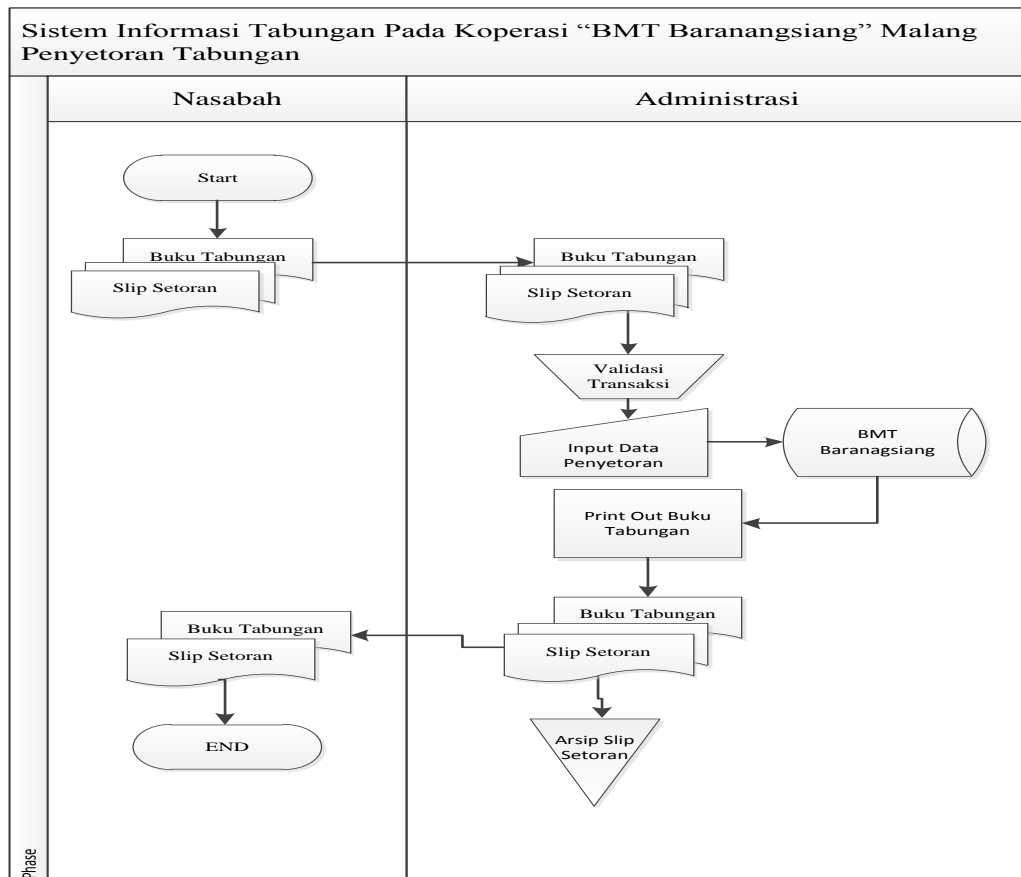 Sistem Informasi Tabungan Pada Koperasi “BMT Baranangsiang” Malang
Penyetoran Tabungan
Nasabah
Administrasi
Start
Buku Tabungan
Slip Setoran
Buku Tabungan
Slip Setoran
Validasi
Transaksi
Input Data
Penyetoran
BMT
Baranagsiang
Print Out Buku
Tabungan
Buku Tabungan
Slip Setoran
Buku Tabungan
Slip Setoran
Arsip Slip
Setoran
END
Phase